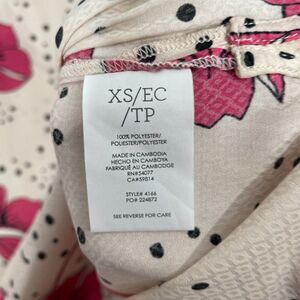 XS/EC
/TP
100% POLYESTER/
POLIESTER/POLYESTER
MADE IN CAMBODIA
HECHO EN CAMBOYA
FABRIQUÉ AU CAMBODGE
RN#54077
CA#59814
STYLE# 4166
PO# 224872
SEE REVERSE FOR CARE